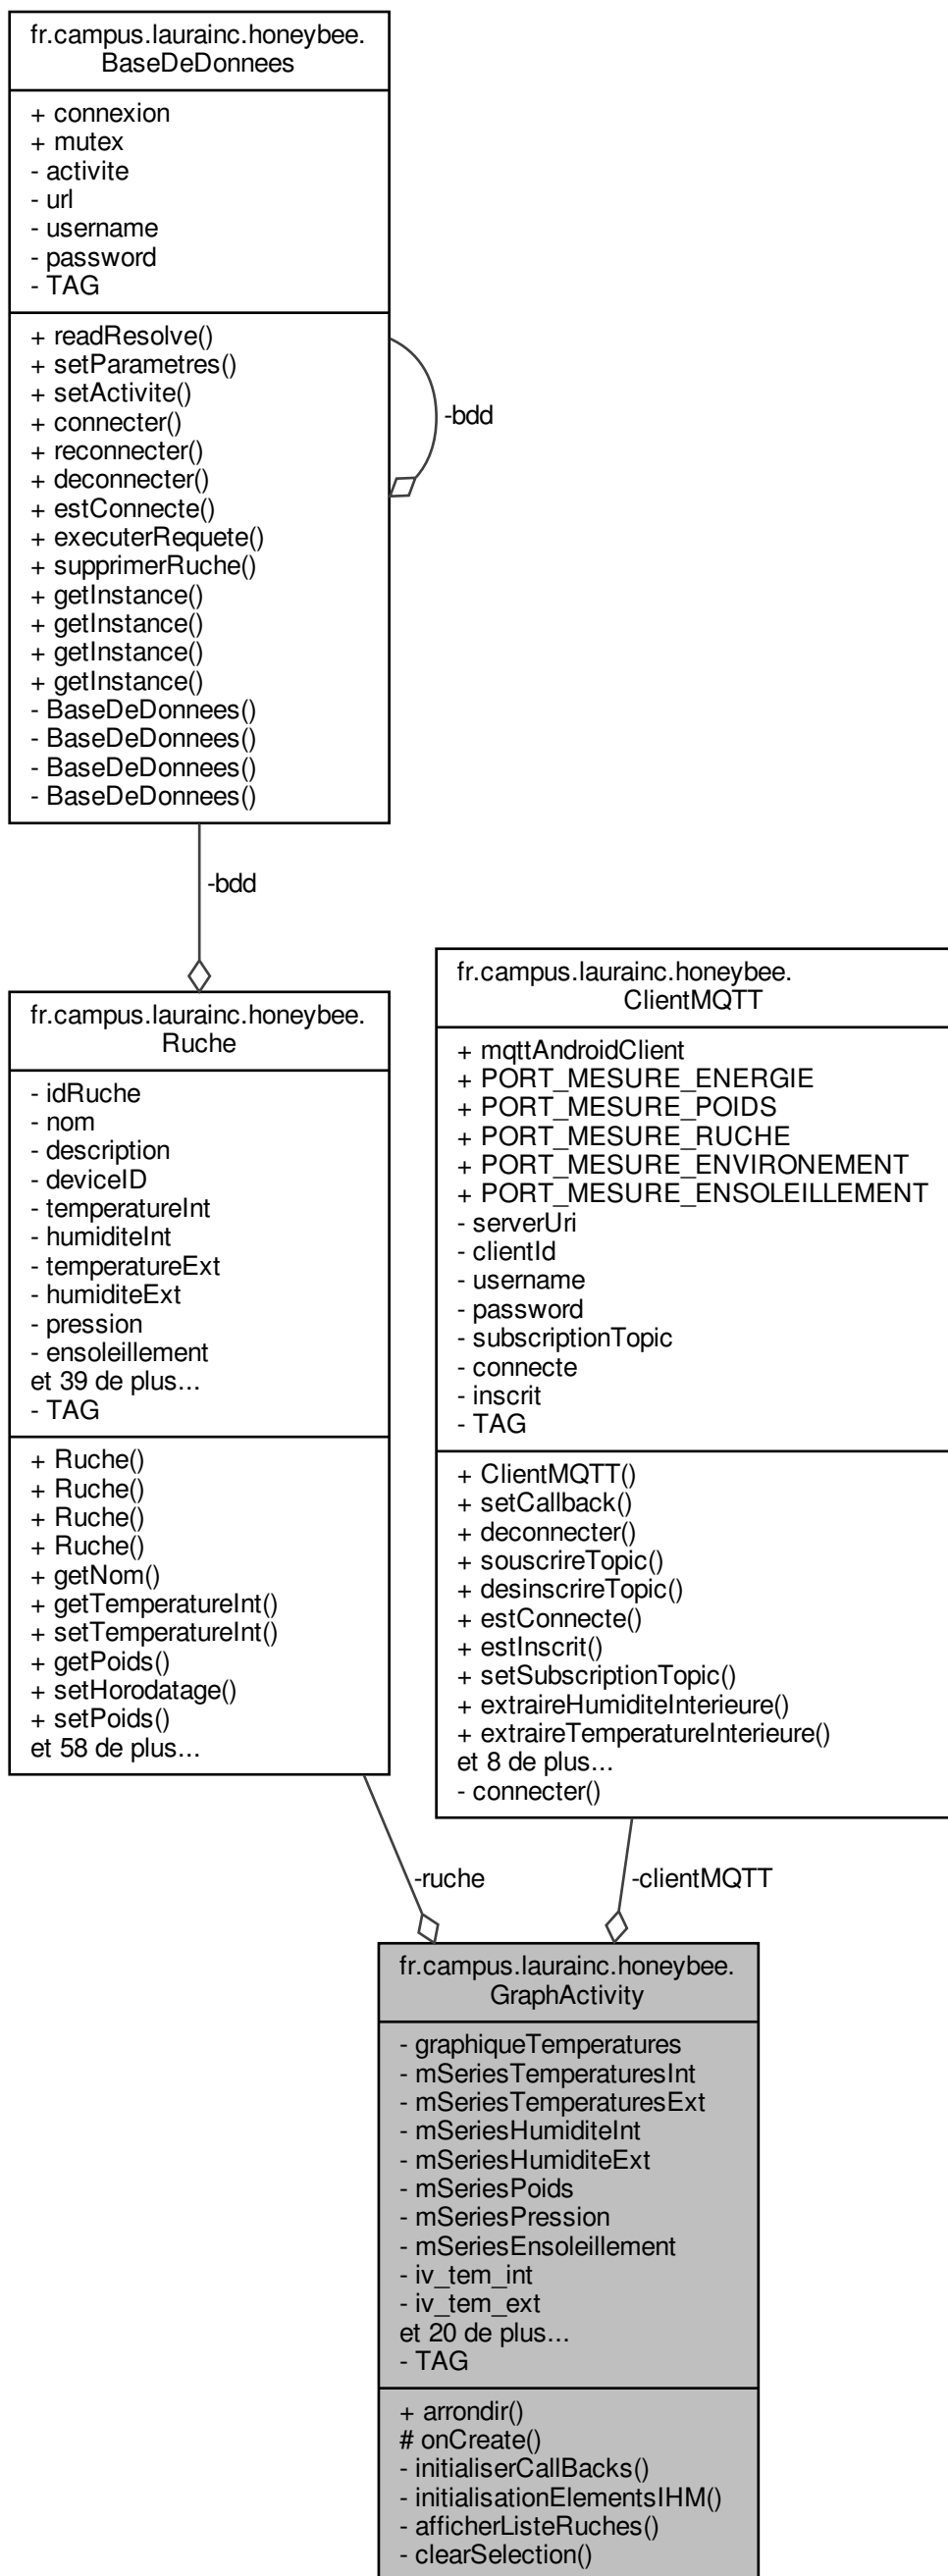 fr.campus.laurainc.honeybee.
BaseDeDonnees
+ connexion
+ mutex
- activite
- url
- username
- password
- TAG
+ readResolve()
+ setParametres()
+ setActivite()
+ connecter()
+ reconnecter()
+ deconnecter()
+ estConnecte()
+ executerRequete()
+ supprimerRuche()
+ getInstance()
+ getInstance()
+ getInstance()
+ getInstance()
- BaseDeDonnees()
- BaseDeDonnees()
- BaseDeDonnees()
- BaseDeDonnees()
-bdd
-bdd
fr.campus.laurainc.honeybee.
Ruche
- idRuche
- nom
- description
- deviceID
- temperatureInt
- humiditeInt
- temperatureExt
- humiditeExt
- pression
- ensoleillement
et 39 de plus...
- TAG
+ Ruche()
+ Ruche()
+ Ruche()
+ Ruche()
+ getNom()
+ getTemperatureInt()
+ setTemperatureInt()
+ getPoids()
+ setHorodatage()
+ setPoids()
et 58 de plus...
fr.campus.laurainc.honeybee.
ClientMQTT
+ mqttAndroidClient
+ PORT_MESURE_ENERGIE
+ PORT_MESURE_POIDS
+ PORT_MESURE_RUCHE
+ PORT_MESURE_ENVIRONEMENT
+ PORT_MESURE_ENSOLEILLEMENT
- serverUri
- clientId
- username
- password
- subscriptionTopic
- connecte
- inscrit
- TAG
+ ClientMQTT()
+ setCallback()
+ deconnecter()
+ souscrireTopic()
+ desinscrireTopic()
+ estConnecte()
+ estInscrit()
+ setSubscriptionTopic()
+ extraireHumiditeInterieure()
+ extraireTemperatureInterieure()
et 8 de plus...
- connecter()
-ruche
-clientMQTT
fr.campus.laurainc.honeybee.
GraphActivity
- graphiqueTemperatures
- mSeriesTemperaturesInt
- mSeriesTemperaturesExt
- mSeriesHumiditeInt
- mSeriesHumiditeExt
- mSeriesPoids
- mSeriesPression
- mSeriesEnsoleillement
- iv_tem_int
- iv_tem_ext
et 20 de plus...
- TAG
+ arrondir()
# onCreate()
- initialiserCallBacks()
- initialisationElementsIHM()
- afficherListeRuches()
- clearSelection()